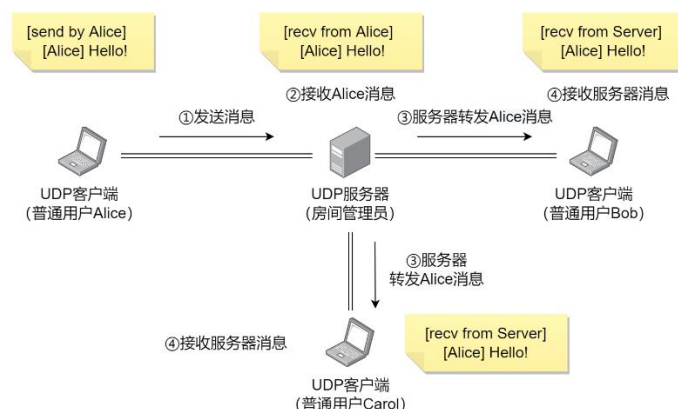 [send by Alice]
[Alice] Hello!
[recv from Alice]
[Alice] Hello!
[recv from Server]
[Alice] Hello!
①发送消息
②接收Alice消息
③服务器转发Alice消息
④接收服务器消息
UDP客户端
(普通用户Alice)
UDP服务器
(房间管理员)
UDP客户端
(普通用户Bob)
③服务器
转发Alice消息
④接收服务器消息
[recv from Server]
[Alice] Hello!
UDP客户端
(普通用户Carol)